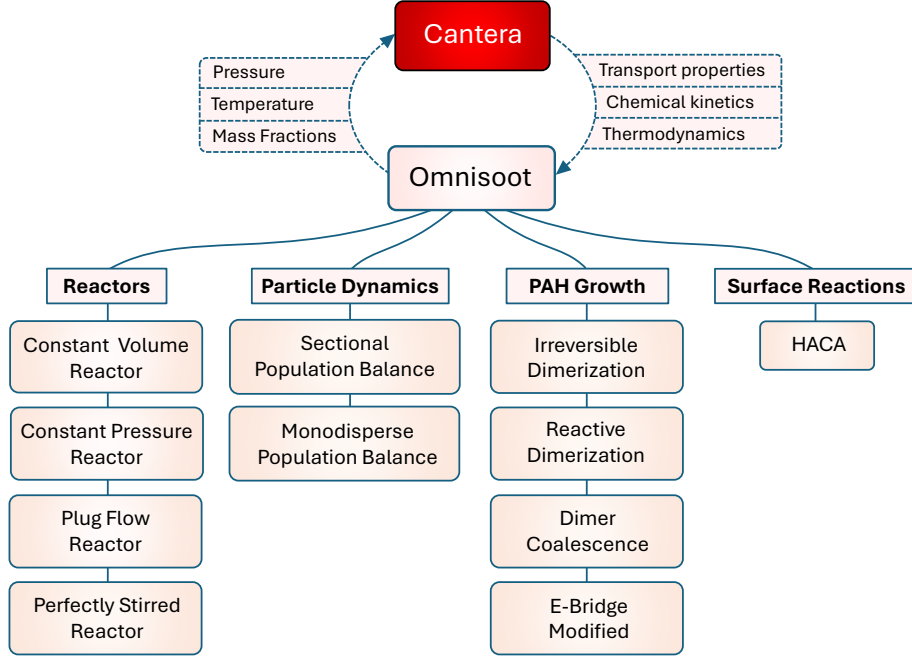 Cantera
Pressure
Temperature
Mass Fractions
Transport properties
Chemical kinetics
Thermodynamics
Omnisoot
Reactors
Constant Volume
Reactor
Constant Pressure
Reactor
Plug Flow
Reactor
Perfectly Stirred
Reactor
Particle Dynamics
Sectional
Population Balance
Monodisperse
Population Balance
PAH Growth
Irreversible
Dimerization
Reactive
Dimerization
Dimer
Coalescence
E-Bridge
Modified
Surface Reactions
HACA